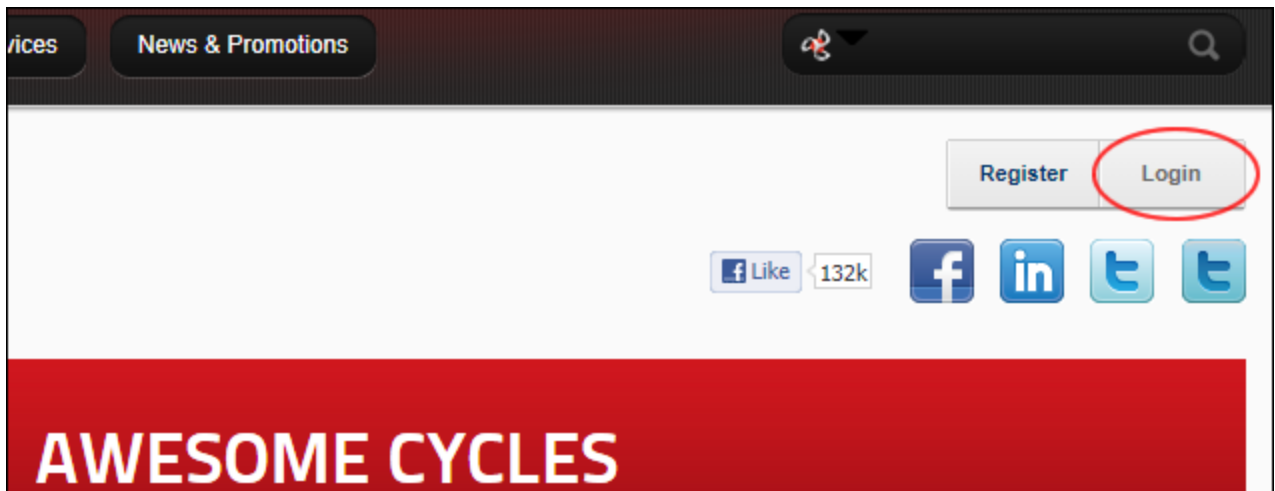 vices News & Promotions
Register Login
Like 132k
AWESOME CYCLES